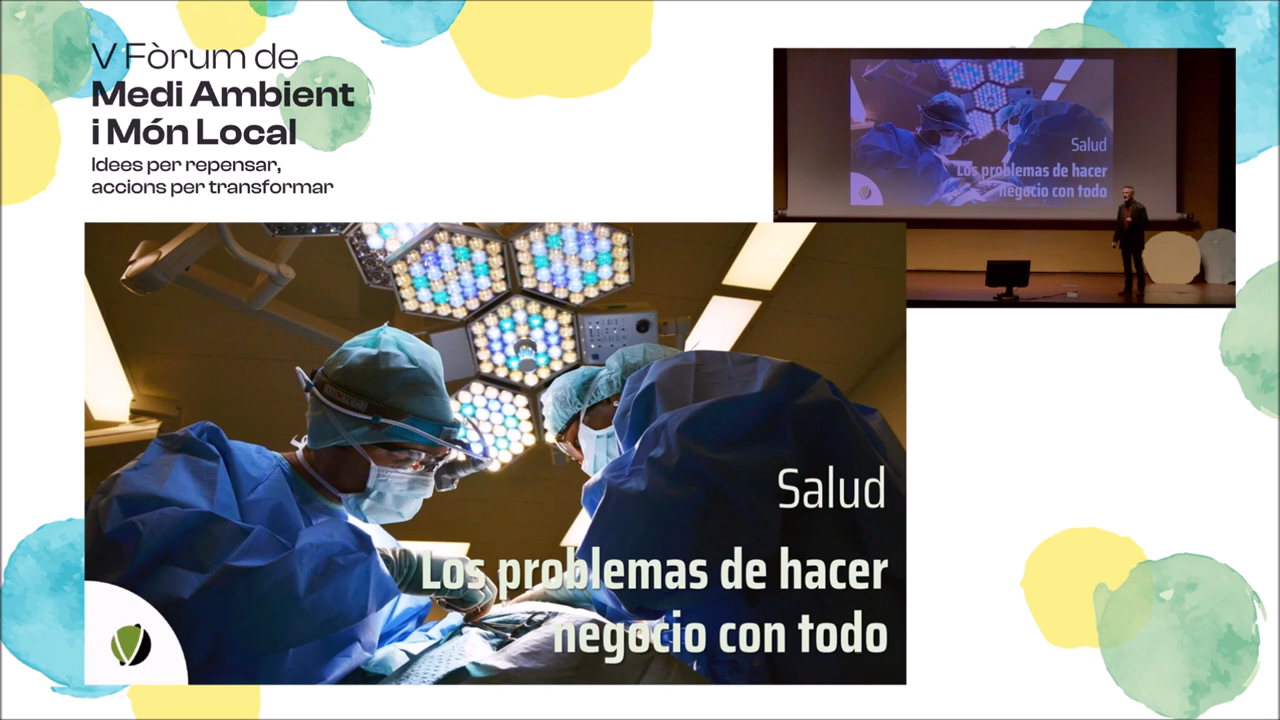 V Fòrum de
Medi Ambient
i Món Local
Idees per repensar,
accions per transformar
Salud
Los problemas de hacer
negocio con todo
Salud
Los problemas de hacer
negocio con todo